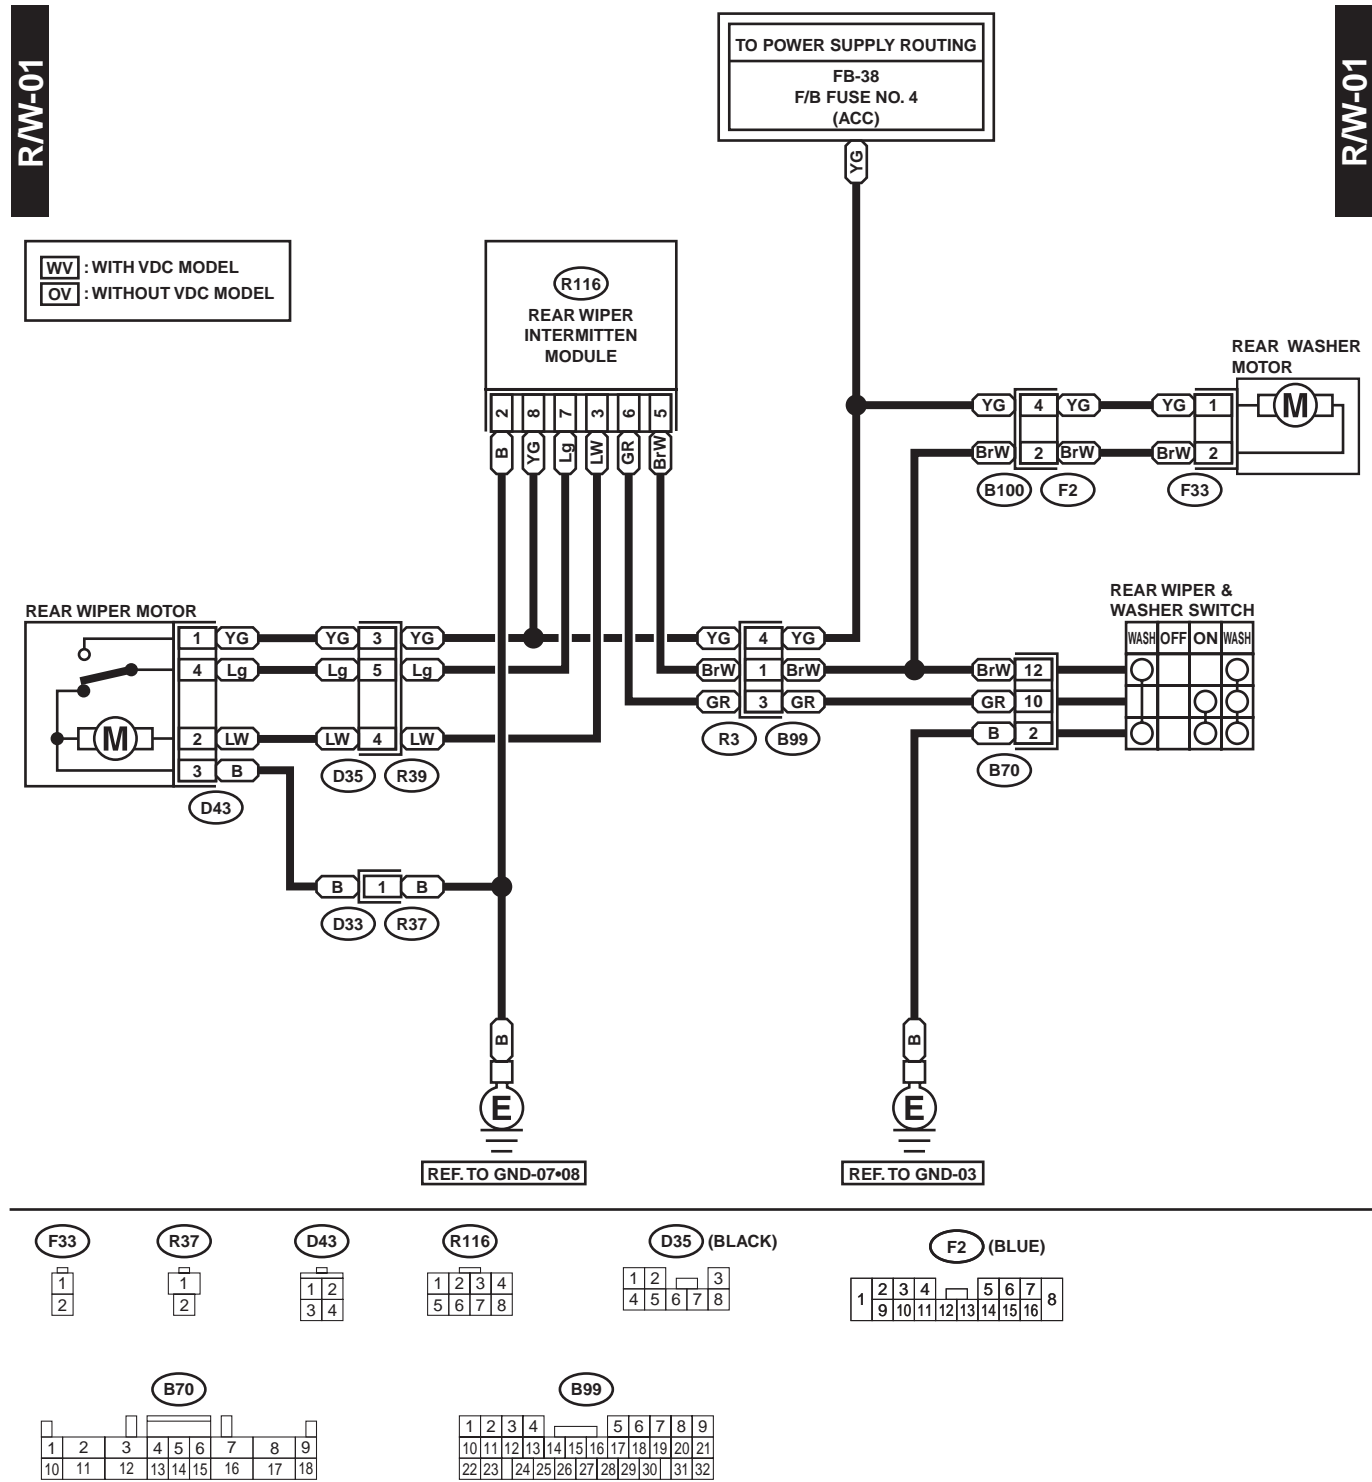 R/W-01
R/W-01
TO POWER SUPPLY ROUTING
FB-38
F/B FUSE NO. 4
(ACC)
YG
WV : WITH VDC MODEL
OV : WITHOUT VDC MODEL
R116
REAR WIPER
INTERMITTEN
MODULE
2 8 7 3 6 5
B YG Lg LW GR BrW
REAR WASHER
MOTOR
YG 4 YG YG 1 M
BrW 2 BrW BrW 2
B100 F2 F33
REAR WIPER MOTOR
1 YG YG 3 YG
4 Lg Lg 5 Lg
M 2 LW LW 4 LW
3 B
D35 R39
D43
YG 4 YG
BrW 1 BrW
GR 3 GR
R3 B99
REAR WIPER &
WASHER SWITCH
WASH OFF ON WASH
BrW 12
GR 10
B 2
B70
B 1 B
D33 R37
B
E
REF. TO GND-07•08
B
E
REF. TO GND-03
F33
1
2
R37
1
2
D43
1 2
3 4
R116
1 2 3 4
5 6 7 8
D35 (BLACK)
1 2 3
4 5 6 7 8
F2 (BLUE)
1 2 3 4 5 6 7 8
9 10 11 12 13 14 15 16
B70
1 2 3 4 5 6 7 8 9
10 11 12 13 14 15 16 17 18
B99
1 2 3 4 5 6 7 8 9
10 11 12 13 14 15 16 17 18 19 20 21
22 23 24 25 26 27 28 29 30 31 32